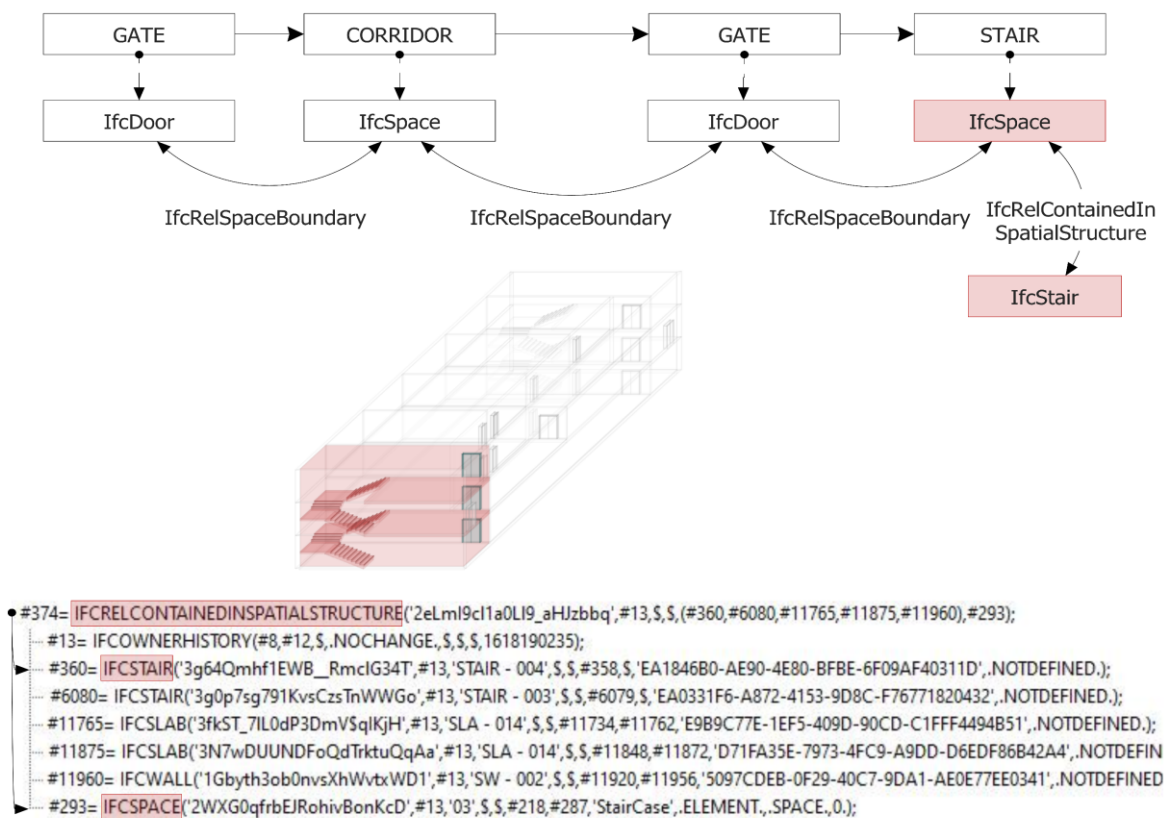 GATE CORRIDOR GATE STAIR
IfcDoor IfcSpace IfcDoor IfcSpace
IfcRelSpaceBoundary IfcRelSpaceBoundary IfcRelSpaceBoundary IfcRelContainedIn
SpatialStructure
IfcStair
#374= IFCRELCONTAINEDINSPATIALSTRUCTURE('2eLmI9cI1a0LI9_aHJzbbq',#13,$,$,(#360,#6080,#11765,#11875,#11960),#293);
#13= IFCOWNERHISTORY(#8,#12,$,.NOCHANGE.,$,$,$,1618190235);
#360= IFCSTAIR('3g64Qmhf1EWB__RmcIG34T',#13,'STAIR - 004',$,$,#358,$,'EA1846B0-AE90-4E80-BFBE-6F09AF40311D',.NOTDEFINED.);
#6080= IFCSTAIR('3g0p7sg791KvsCzsTnWWGo',#13,'STAIR - 003',$,$,#6079,$,'EA0331F6-A872-4153-9D8C-F76771820432',.NOTDEFINED.);
#11765= IFCSLAB('3fkST_7IL0dP3DmV$qIKjH',#13,'SLA - 014',$,$,#11734,#11762,'E9B9C77E-1EF5-409D-90CD-C1FFF4494B51',.NOTDEFINED.);
#11875= IFCSLAB('3N7wDUUNDFoQdTrktuQqAa',#13,'SLA - 014',$,$,#11848,#11872,'D71FA35E-7973-4FC9-A9DD-D6EDF86B42A4',.NOTDEFIN
#11960= IFCWALL('1Gbyth3ob0nvsXhWvtxWD1',#13,'SW - 002',$,$,#11920,#11956,'5097CDEB-0F29-40C7-9DA1-AE0E77EE0341',.NOTDEFINED
#293= IFCSPACE('2WXG0qfrbEJRohivBonKcD',#13,'03',$,$,#218,#287,'StairCase',.ELEMENT.,.SPACE.,0.);